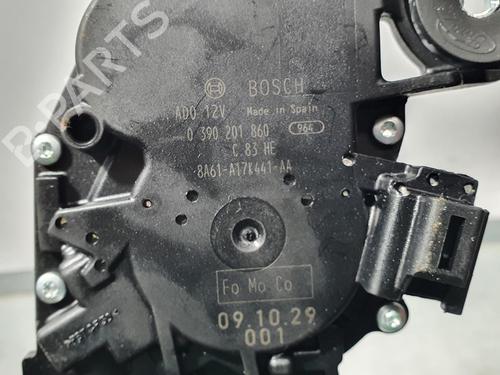 B-PARTS
BOSCH
AD0 12V Made in Spain
0 390 201 860 964
C 83 HE
8A61-A17K441-AA
Fo Mo Co
09.10.29
001